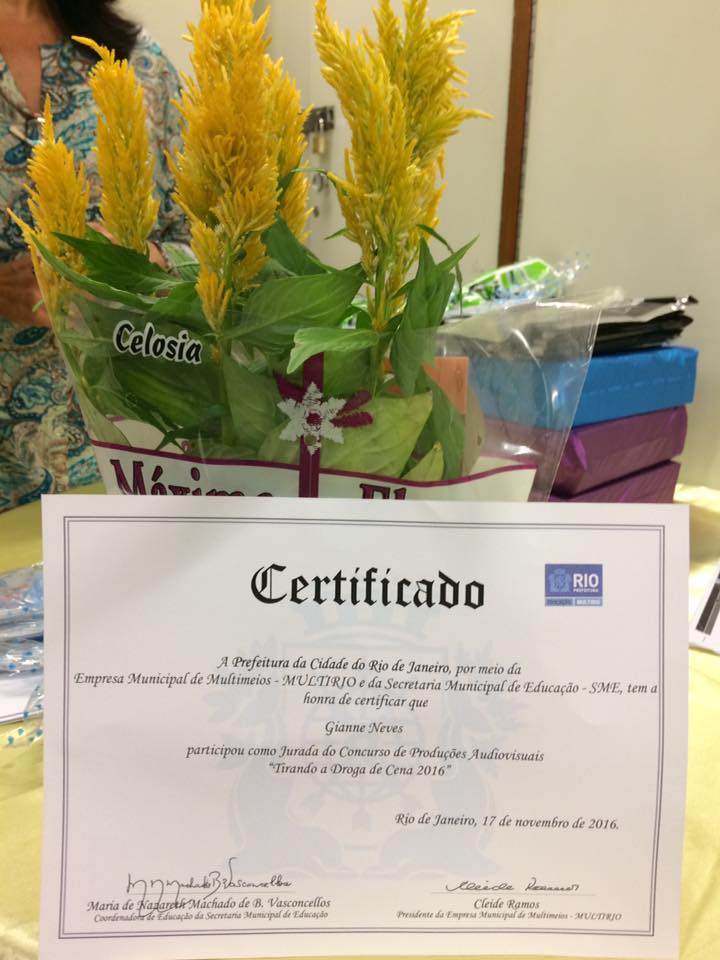 Celosia
Certificado
RIO
PREFEITURA
EDUCAÇÃO MULTIRIO
A Prefeitura da Cidade do Rio de Janeiro, por meio da
Empresa Municipal de Multimeios - MULTIRIO e da Secretaria Municipal de Educação - SME, tem a
honra de certificar que
Gianne Neves
participou como Jurada do Concurso de Produções Audiovisuais
"Tirando a Droga de Cena 2016"
Rio de Janeiro, 17 de novembro de 2016.
Maria de Nazareth Machado de B. Vasconcellos
Coordenadora de Educação da Secretaria Municipal de Educação
Cleide Ramos
Presidente da Empresa Municipal de Multimeios - MULTIRIO